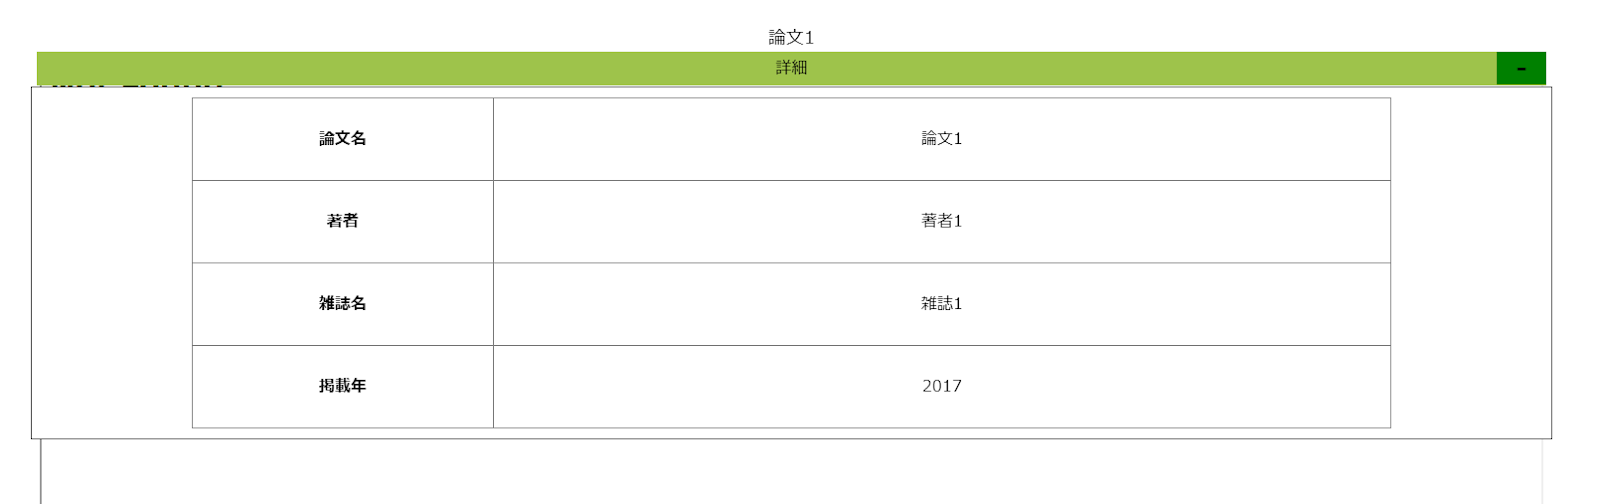 論文1
詳細
-
論文名 論文1
著者 著者1
雑誌名 雑誌1
掲載年 2017